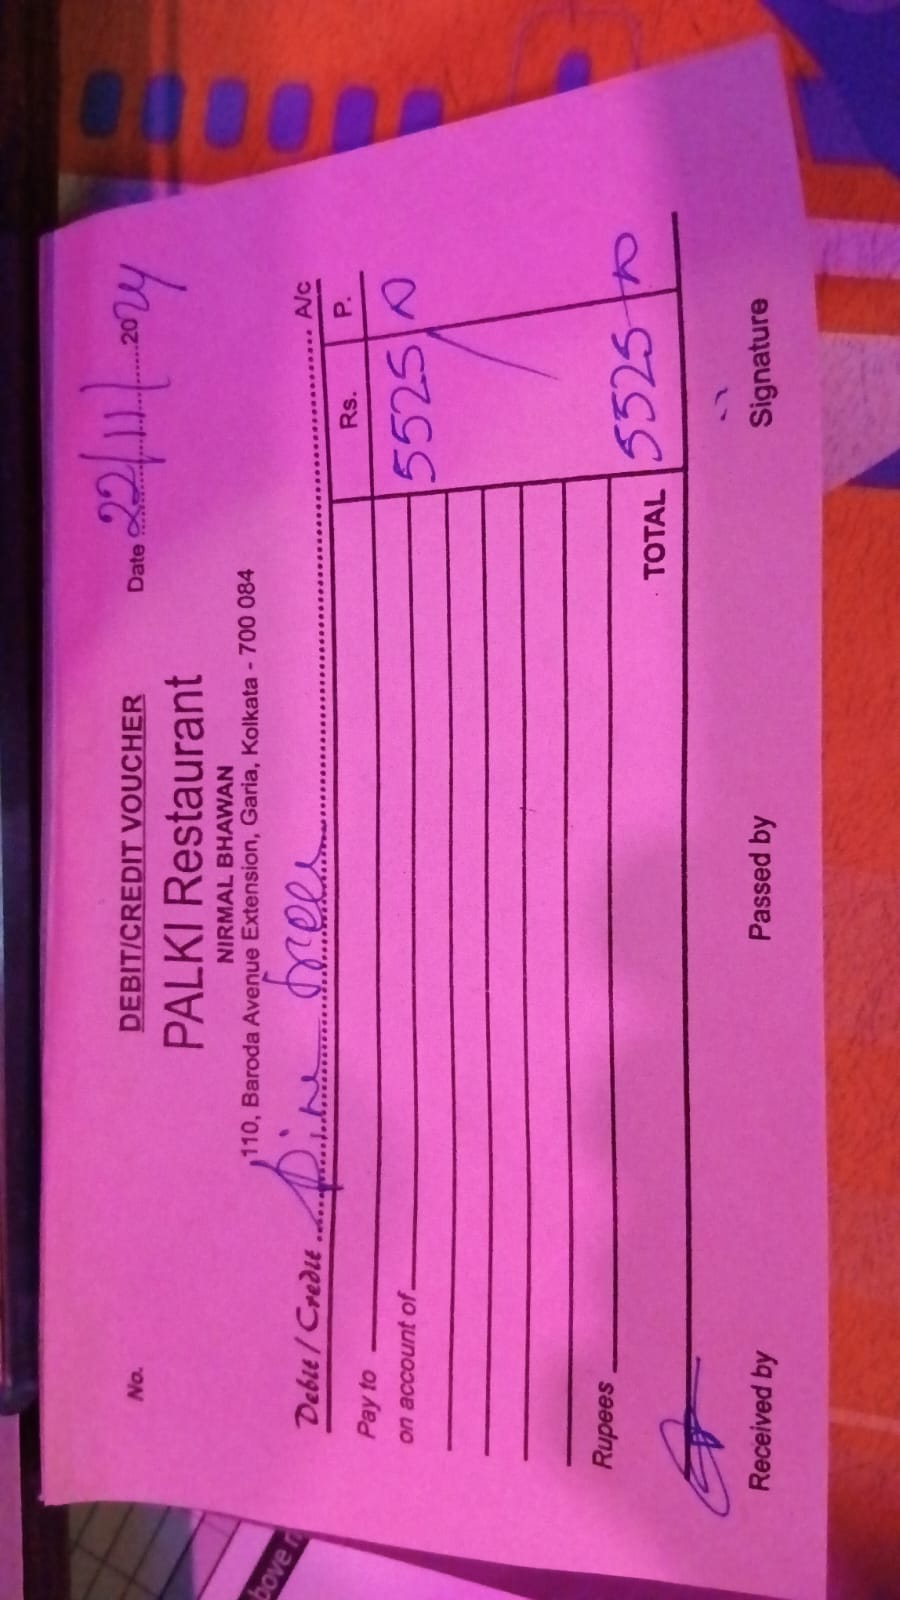 No.
DEBIT/CREDIT VOUCHER
Date 22/11/2024
PALKI Restaurant
NIRMAL BHAWAN
110, Baroda Avenue Extension, Garia, Kolkata - 700 084
Debit / Credit A/c
Rs. P.
Pay to 5525
on account of
Rupees
TOTAL 5525
Received by Passed by Signature
bove